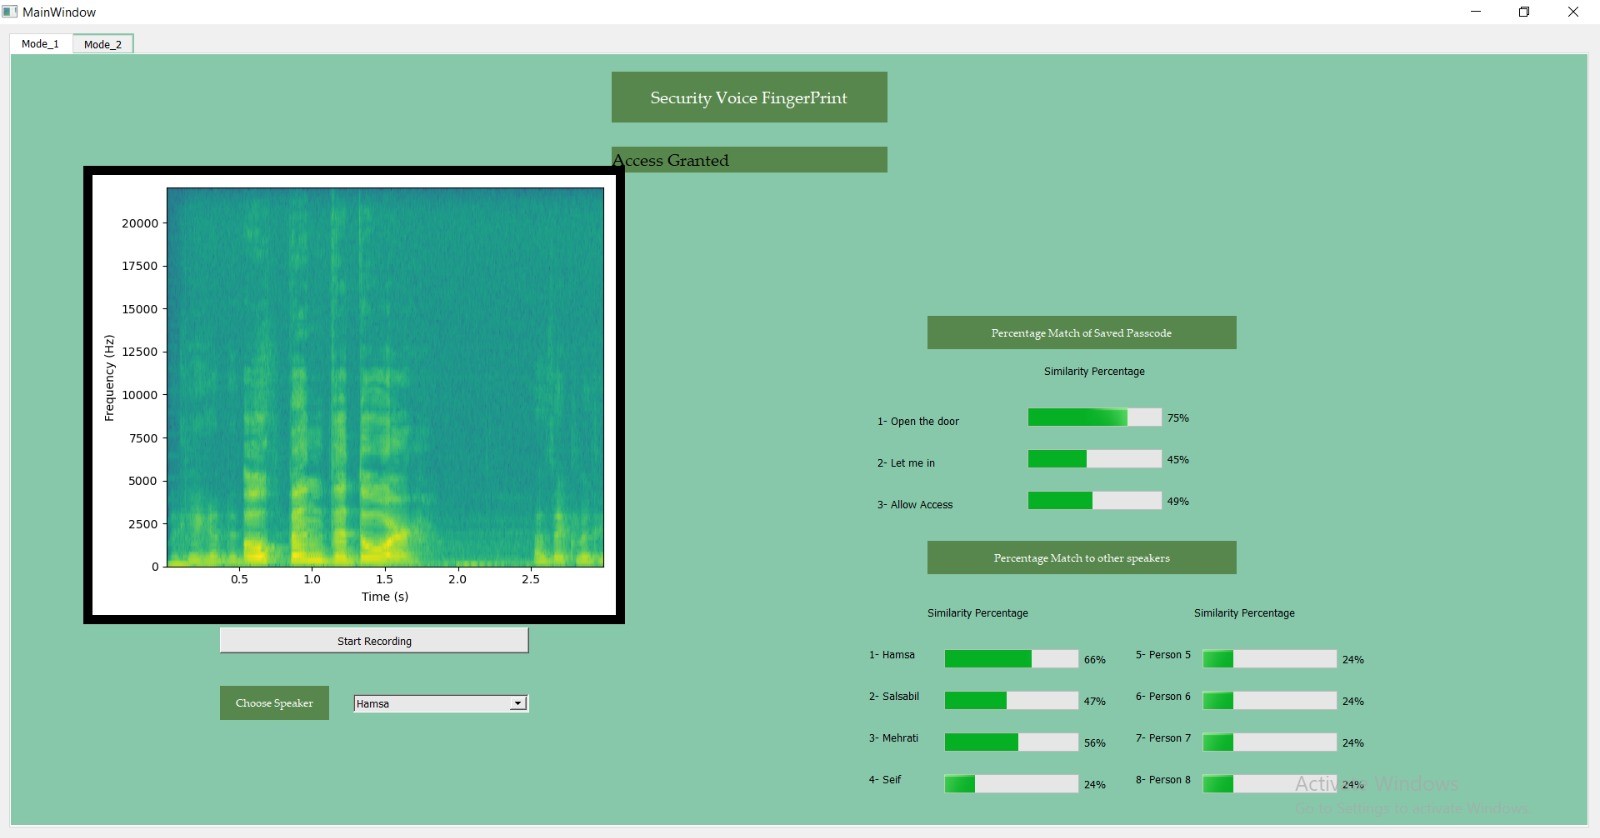 MainWindow
Mode_1
Mode_2
Security Voice FingerPrint
Access Granted
20000
17500
15000
12500
10000
7500
5000
2500
0
Frequency (Hz)
0.5 1.0 1.5 2.0 2.5
Time (s)
Start Recording
Choose Speaker
Hamsa
Percentage Match of Saved Passcode
Similarity Percentage
1- Open the door 75%
2- Let me in 45%
3- Allow Access 49%
Percentage Match to other speakers
Similarity Percentage Similarity Percentage
1- Hamsa 66% 5- Person 5 24%
2- Salsabil 47% 6- Person 6 24%
3- Mehrati 56% 7- Person 7 24%
4- Seif 24% 8- Person 8 24%
Activate Windows
Go to Settings to activate Windows.